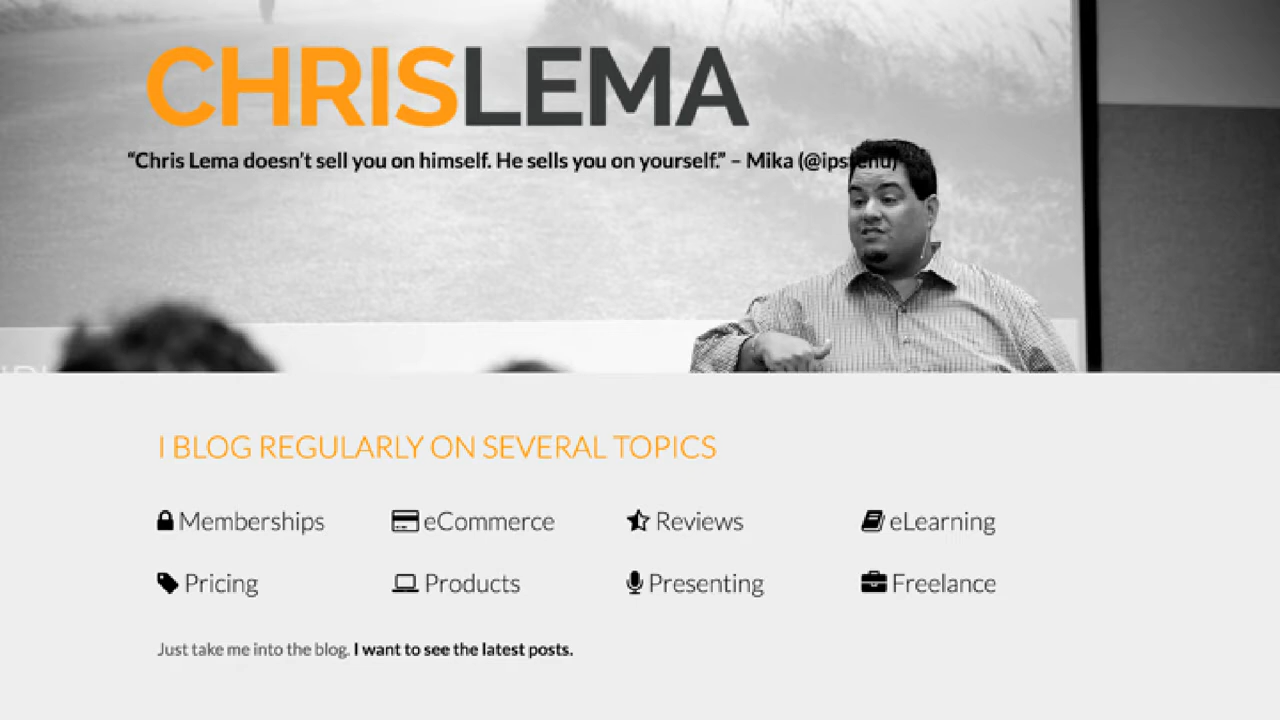 CHRISLEMA
“Chris Lema doesn’t sell you on himself. He sells you on yourself.” – Mika (@ipstenu)
I BLOG REGULARLY ON SEVERAL TOPICS
Memberships eCommerce Reviews eLearning
Pricing Products Presenting Freelance
Just take me into the blog. I want to see the latest posts.